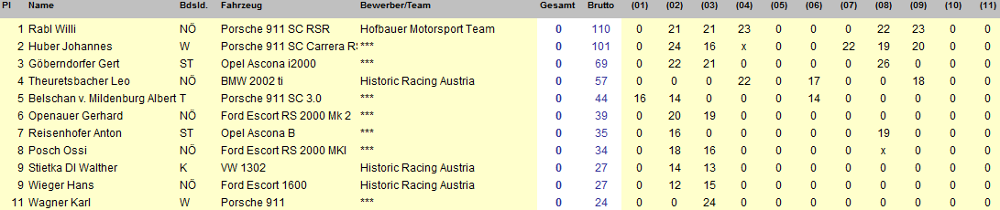 Pl Name Bdsld. Fahrzeug Bewerber/Team Gesamt Brutto (01) (02) (03) (04) (05) (06) (07) (08) (09) (10) (11)
1 Rabl Willi NÖ Porsche 911 SC RSR Hofbauer Motorsport Team 0 110 0 21 21 23 0 0 0 22 23 0 0
2 Huber Johannes W Porsche 911 SC Carrera RS *** 0 101 0 24 16 x 0 0 22 19 20 0 0
3 Göberndorfer Gert ST Opel Ascona i2000 *** 0 69 0 22 21 0 0 0 0 26 0 0 0
4 Theuretsbacher Leo NÖ BMW 2002 ti Historic Racing Austria 0 57 0 0 0 22 0 17 0 0 18 0 0
5 Belschan v. Mildenburg Albert T Porsche 911 SC 3.0 *** 0 44 16 14 0 0 0 14 0 0 0 0 0
6 Openauer Gerhard NÖ Ford Escort RS 2000 Mk 2 *** 0 39 0 20 19 0 0 0 0 0 0 0 0
7 Reisenhofer Anton ST Opel Ascona B *** 0 35 0 16 0 0 0 0 0 19 0 0 0
8 Posch Ossi NÖ Ford Escort RS 2000 MKI *** 0 34 0 18 16 0 0 0 0 x 0 0 0
9 Stietka DI Walther K VW 1302 Historic Racing Austria 0 27 0 14 13 0 0 0 0 0 0 0 0
9 Wieger Hans NÖ Ford Escort 1600 Historic Racing Austria 0 27 0 12 15 0 0 0 0 0 0 0 0
11 Wagner Karl W Porsche 911 *** 0 24 0 0 24 0 0 0 0 0 0 0 0